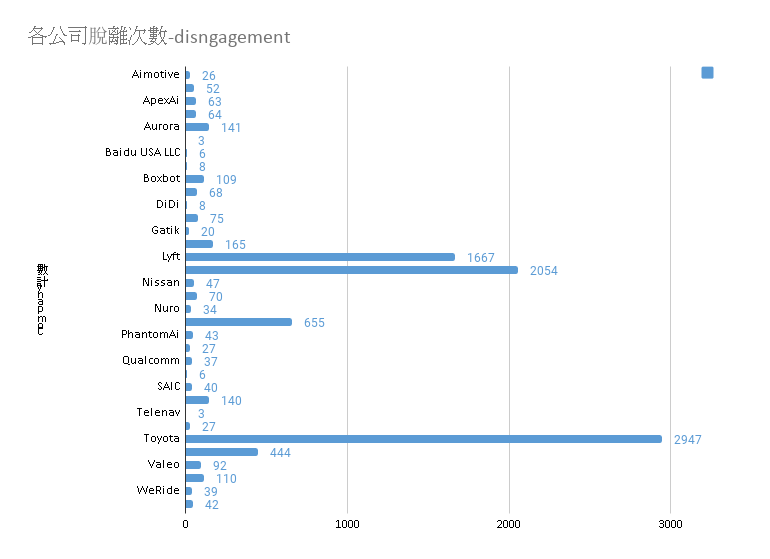 各公司脫離次數-disngagement
Aimotive 26
52
ApexAi 63
64
Aurora 141
3
Baidu USA LLC 6
8
Boxbot 109
68
DiDi 8
75
Gatik 20
165
Lyft 1667
2054
Nissan 47
70
Nuro 34
655
PhantomAi 43
27
Qualcomm 37
6
SAIC 40
140
Telenav 3
27
Toyota 2947
444
Valeo 92
110
WeRide 39
42
0 1000 2000 3000